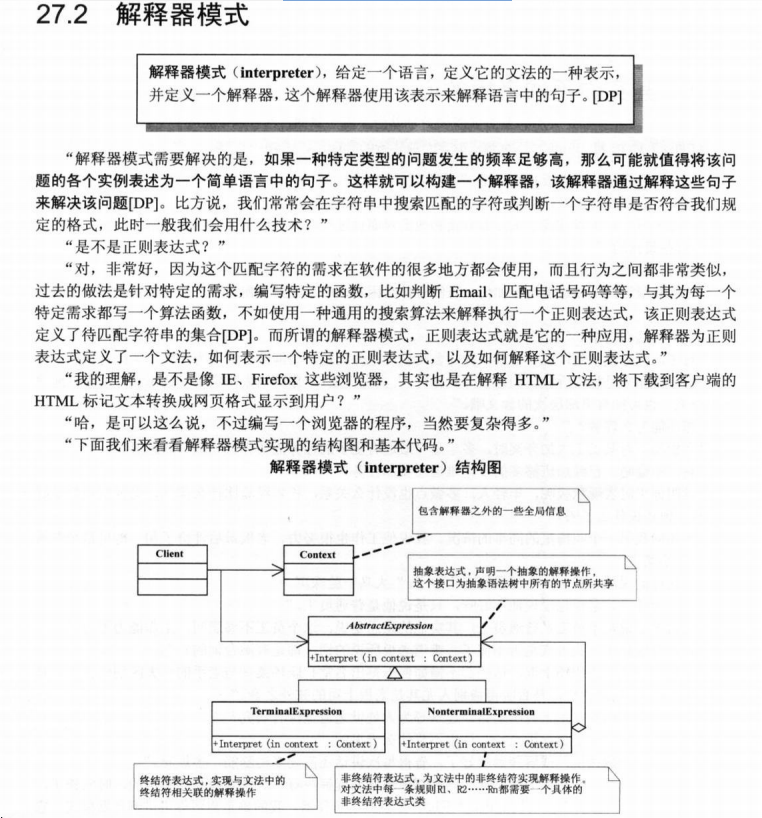 27.2 解释器模式
解释器模式（interpreter），给定一个语言，定义它的文法的一种表示，
并定义一个解释器，这个解释器使用该表示来解释语言中的句子。[DP]
“解释器模式需要解决的是，如果一种特定类型的问题发生的频率足够高，那么可能就值得将该问
题的各个实例表述为一个简单语言中的句子。这样就可以构建一个解释器，该解释器通过解释这些句子
来解决该问题[DP]。比方说，我们常常会在字符串中搜索匹配的字符或判断一个字符串是否符合我们规
定的格式，此时一般我们会用什么技术？”
“是不是正则表达式？”
“对，非常好，因为这个匹配字符的需求在软件的很多地方都会使用，而且行为之间都非常类似，
过去的做法是针对特定的需求，编写特定的函数，比如判断 Email、匹配电话号码等等，与其为每一个
特定需求都写一个算法函数，不如使用一种通用的搜索算法来解释执行一个正则表达式，该正则表达式
定义了待匹配字符串的集合[DP]。而所谓的解释器模式，正则表达式就是它的一种应用，解释器为正则
表达式定义了一个文法，如何表示一个特定的正则表达式，以及如何解释这个正则表达式。”
“我的理解，是不是像 IE、Firefox 这些浏览器，其实也是在解释 HTML 文法，将下载到客户端的
HTML 标记文本转换成网页格式显示到用户？”
“哈，是可以这么说，不过编写一个浏览器的程序，当然要复杂得多。”
“下面我们来看看解释器模式实现的结构图和基本代码。”
解释器模式（interpreter）结构图
包含解释器之外的一些全局信息
Client
Context
抽象表达式，声明一个抽象的解释操作，
这个接口为抽象语法树中所有的节点所共享
AbstractExpression
+Interpret (in context : Context)
TerminalExpression
NonterminalExpression
+Interpret (in context : Context)
+Interpret (in context : Context)
终结符表达式，实现与文法中的
终结符相关联的解释操作
非终结符表达式，为文法中的非终结符实现解释操作。
对文法中每一条规则R1、R2……Rn都需要一个具体的
非终结符表达式类